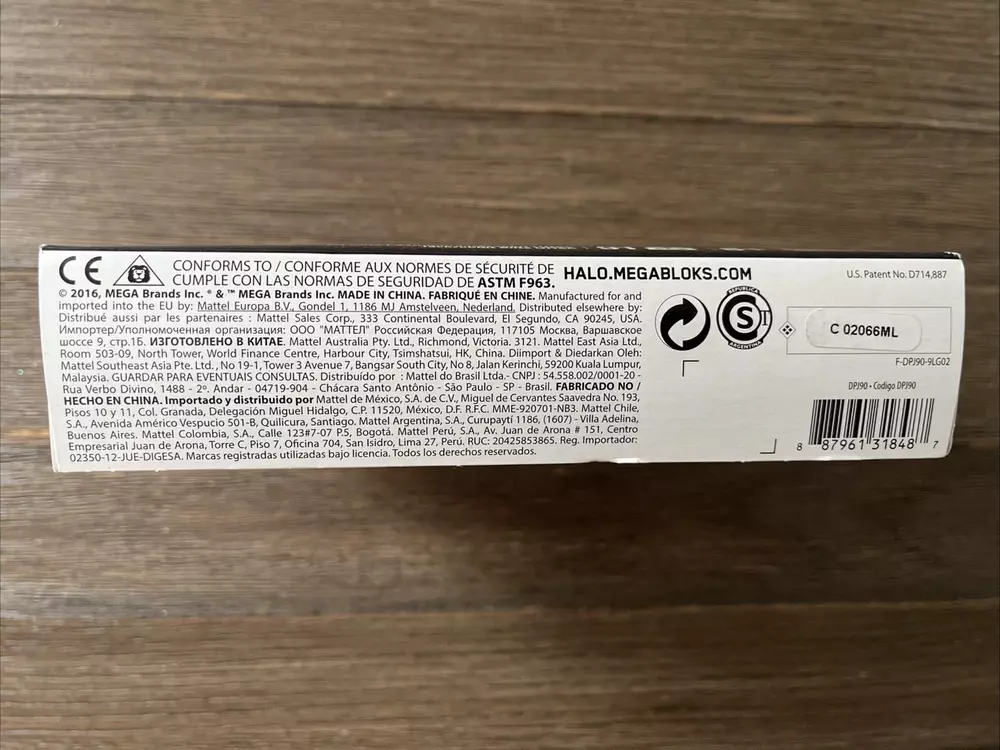 CE
CONFORMS TO / CONFORME AUX NORMES DE SÉCURITÉ DE
CUMPLE CON LAS NORMAS DE SEGURIDAD DE ASTM F963.
HALO.MEGABLOKS.COM
U.S. Patent No. D714,887
© 2016, MEGA Brands Inc. ® & ™ MEGA Brands Inc. MADE IN CHINA. FABRIQUÉ EN CHINE. Manufactured for and
imported into the EU by: Mattel Europa B.V., Gondel 1, 1186 MJ Amstelveen, Nederland. Distributed elsewhere by:
Distribué aussi par les partenaires : Mattel Sales Corp., 333 Continental Boulevard, El Segundo, CA 90245, USA.
Импортер/Уполномоченная организация: ООО "МАТТЕЛ" Российская Федерация, 117105 Москва, Варшавское
шоссе 9, стр.1Б. ИЗГОТОВЛЕНО В КИТАЕ. Mattel Australia Pty. Ltd., Richmond, Victoria. 3121. Mattel East Asia Ltd.,
Room 503-09, North Tower, World Finance Centre, Harbour City, Tsimshatsui, HK, China. Diimport & Diedarkan Oleh:
Mattel Southeast Asia Pte. Ltd., No 19-1, Tower 3 Avenue 7, Bangsar South City, No 8, Jalan Kerinchi, 59200 Kuala Lumpur,
Malaysia. GUARDAR PARA EVENTUAIS CONSULTAS. Distribuído por : Mattel do Brasil Ltda.- CNPJ : 54.558.002/0001-20 -
Rua Verbo Divino, 1488 - 2º. Andar - 04719-904 - Chácara Santo Antônio - São Paulo - SP - Brasil. FABRICADO NO /
HECHO EN CHINA. Importado y distribuido por Mattel de México, S.A. de C.V., Miguel de Cervantes Saavedra No. 193,
Pisos 10 y 11, Col. Granada, Delegación Miguel Hidalgo, C.P. 11520, México, D.F. R.F.C. MME-920701-NB3. Mattel Chile,
S.A., Avenida Américo Vespucio 501-B, Quilicura, Santiago. Mattel Argentina, S.A., Curupaytí 1186, (1607) - Villa Adelina,
Buenos Aires. Mattel Colombia, S.A., Calle 123#7-07 P.5, Bogotá. Mattel Perú, S.A., Av. Juan de Arona # 151, Centro
Empresarial Juan de Arona, Torre C, Piso 7, Oficina 704, San Isidro, Lima 27, Perú. RUC: 20425853865. Reg. Importador:
02350-12-JUE-DIGESA. Marcas registradas utilizadas bajo licencia. Todos los derechos reservados.
REPUBLICA
S
ARGENTINA
C 02066ML
F-DPJ90-9LG02
DPJ90 • Codigo DPJ90
8 87961 31848 7